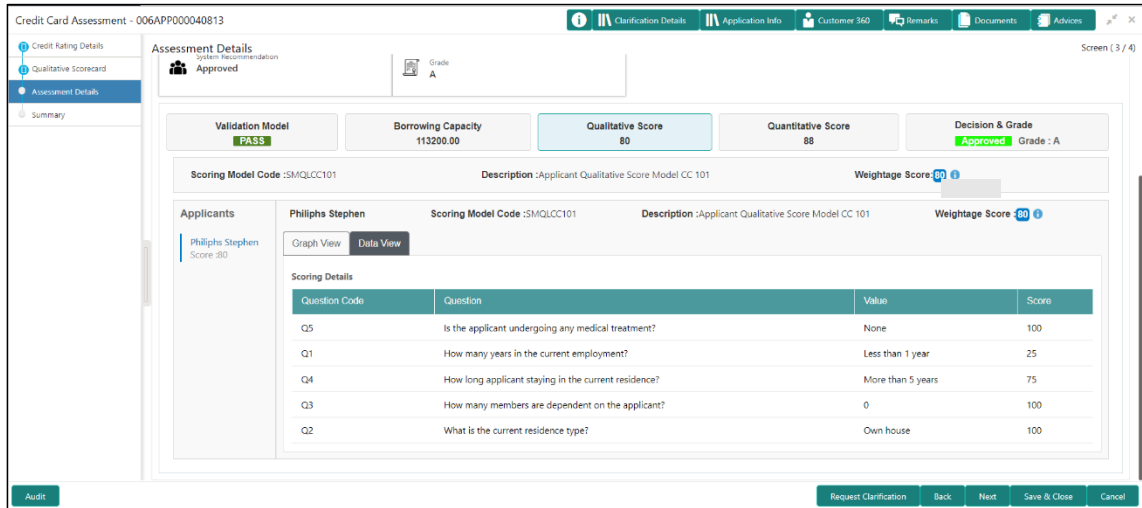 Credit Card Assessment - 006APP000040813
Clarification Details
Application Info
Customer 360
Remarks
Documents
Advices
Credit Rating Details
Qualitative Scorecard
Assessment Details
Summary
Assessment Details
Screen ( 3 / 4)
System Recommendation
Approved
Grade
A
Validation Model
PASS
Borrowing Capacity
113200.00
Qualitative Score
80
Quantitative Score
88
Decision & Grade
Approved Grade : A
Scoring Model Code :SMQLCC101 Description :Applicant Qualitative Score Model CC 101 Weightage Score:80
Applicants
Philiphs Stephen
Score :80
Philiphs Stephen Scoring Model Code :SMQLCC101 Description :Applicant Qualitative Score Model CC 101 Weightage Score :80
Graph View Data View
Scoring Details
Question Code Question Value Score
Q5 Is the applicant undergoing any medical treatment? None 100
Q1 How many years in the current employment? Less than 1 year 25
Q4 How long applicant staying in the current residence? More than 5 years 75
Q3 How many members are dependent on the applicant? 0 100
Q2 What is the current residence type? Own house 100
Audit
Request Clarification Back Next Save & Close Cancel